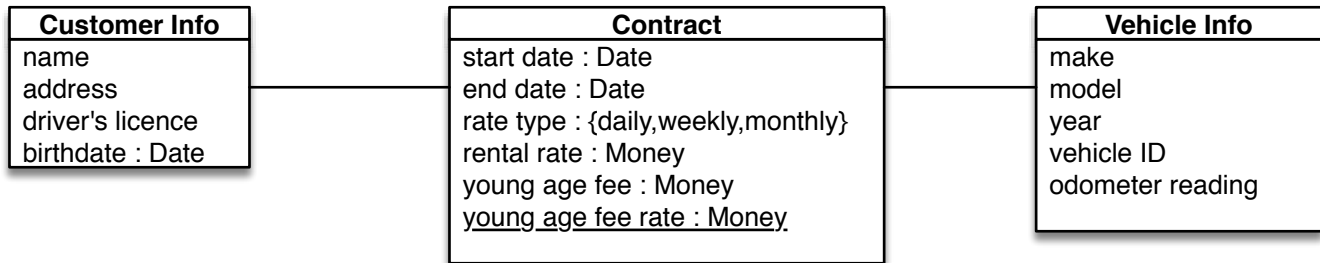 Customer Info
name
address
driver's licence
birthdate : Date
Contract
start date : Date
end date : Date
rate type : {daily,weekly,monthly}
rental rate : Money
young age fee : Money
young age fee rate : Money
Vehicle Info
make
model
year
vehicle ID
odometer reading